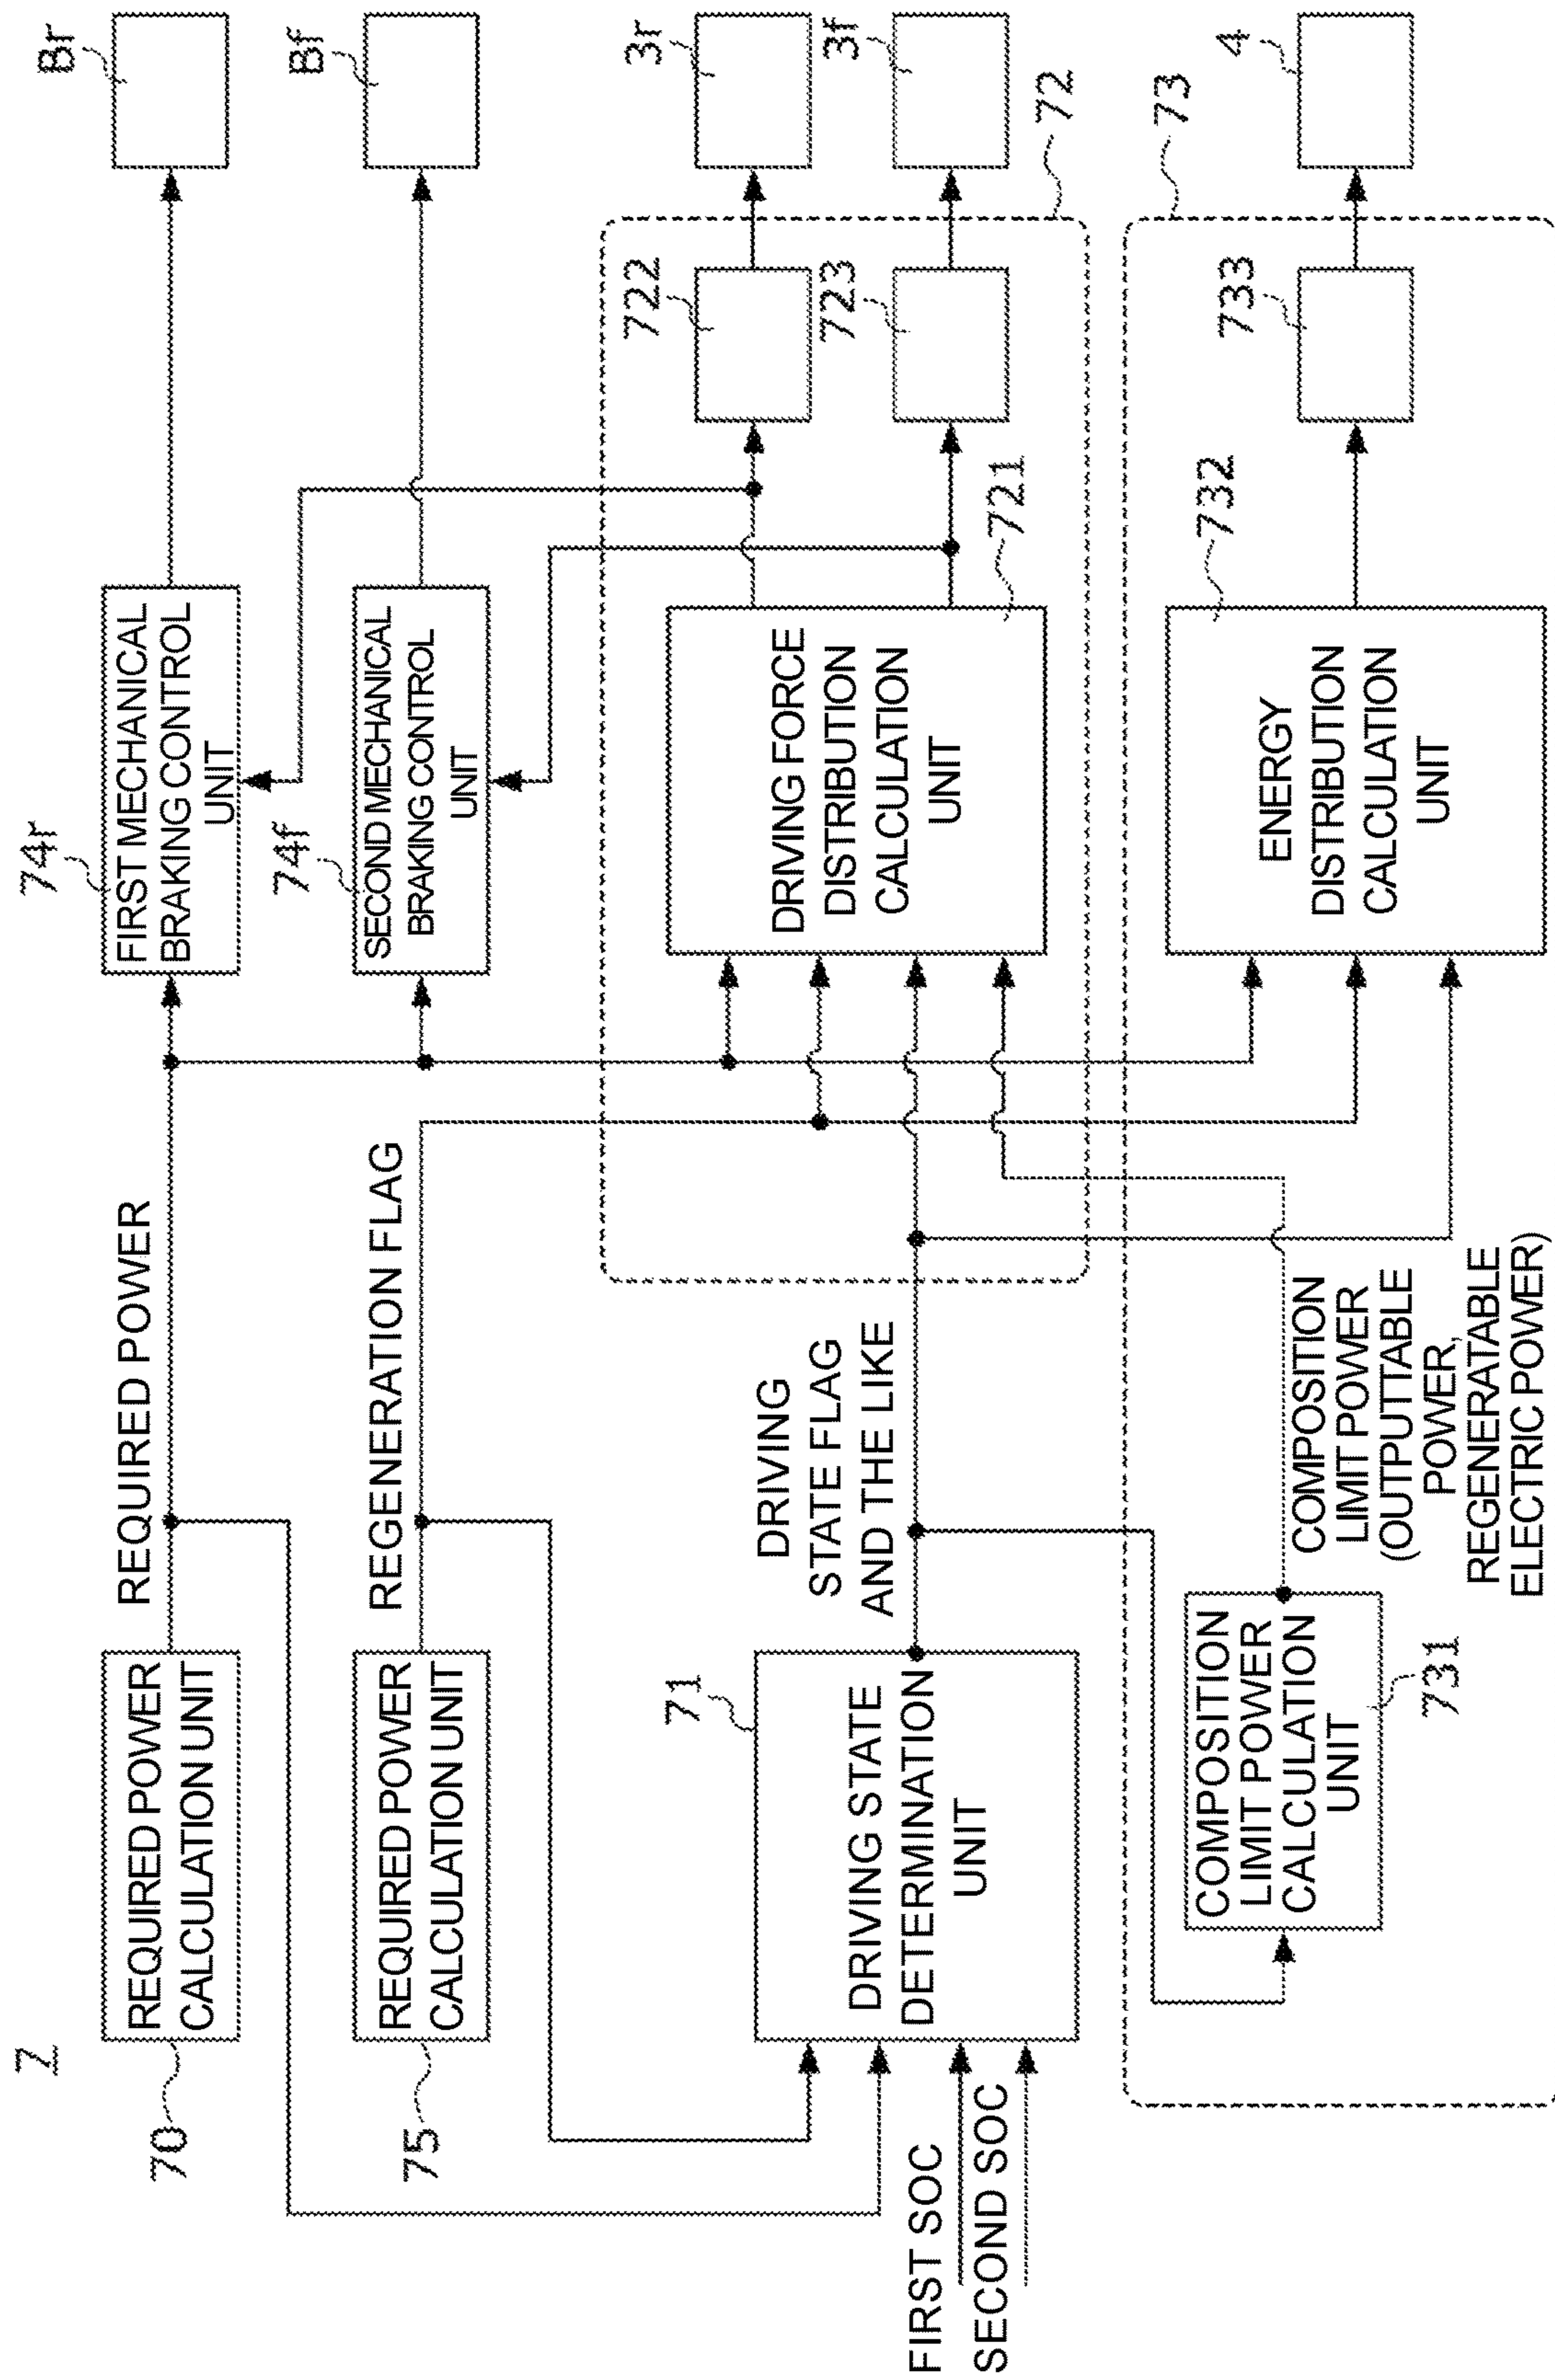 7
70
REQUIRED POWER
CALCULATION UNIT
REQUIRED POWER
74r
FIRST MECHANICAL
BRAKING CONTROL
UNIT
Br
75
REQUIRED POWER
CALCULATION UNIT
REGENERATION FLAG
74f
SECOND MECHANICAL
BRAKING CONTROL
UNIT
Bf
FIRST SOC
SECOND SOC
71
DRIVING STATE
DETERMINATION
UNIT
DRIVING
STATE FLAG
AND THE LIKE
DRIVING FORCE
DISTRIBUTION
CALCULATION
UNIT
721
722
3r
723
3f
72
COMPOSITION
LIMIT POWER
CALCULATION
UNIT
731
COMPOSITION
LIMIT POWER
(OUTPUTTABLE
POWER,
REGENERATABLE
ELECTRIC POWER)
732
ENERGY
DISTRIBUTION
CALCULATION
UNIT
733
73
4